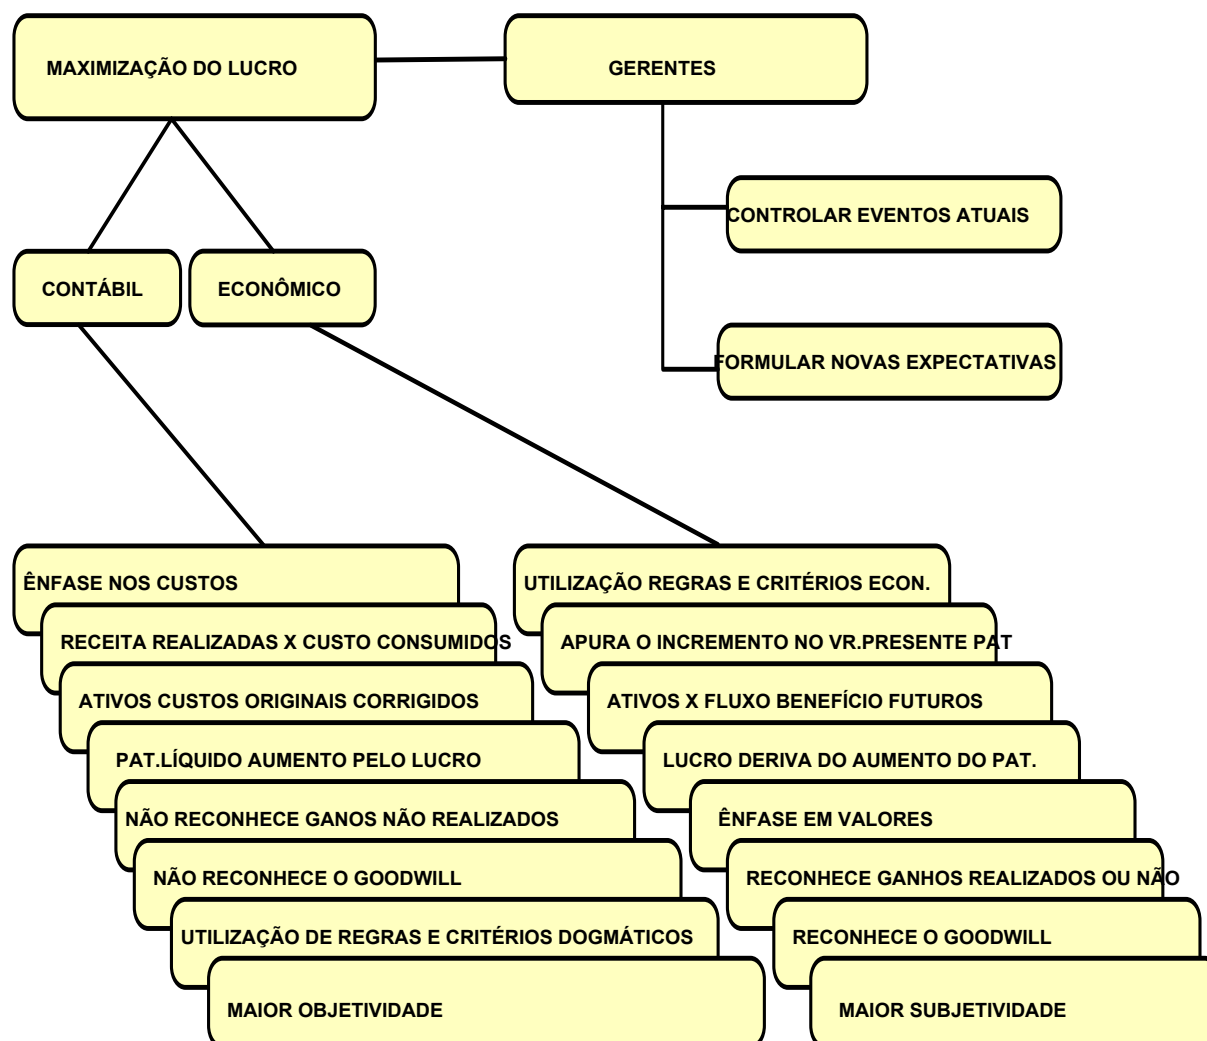 MAXIMIZAÇÃO DO LUCRO
GERENTES
CONTROLAR EVENTOS ATUAIS
CONTÁBIL
ECONÔMICO
FORMULAR NOVAS EXPECTATIVAS
ÊNFASE NOS CUSTOS
RECEITA REALIZADAS X CUSTO CONSUMIDOS
ATIVOS CUSTOS ORIGINAIS CORRIGIDOS
PAT.LÍQUIDO AUMENTO PELO LUCRO
NÃO RECONHECE GANOS NÃO REALIZADOS
NÃO RECONHECE O GOODWILL
UTILIZAÇÃO DE REGRAS E CRITÉRIOS DOGMÁTICOS
MAIOR OBJETIVIDADE
UTILIZAÇÃO REGRAS E CRITÉRIOS ECON.
APURA O INCREMENTO NO VR.PRESENTE PAT
ATIVOS X FLUXO BENEFÍCIO FUTUROS
LUCRO DERIVA DO AUMENTO DO PAT.
ÊNFASE EM VALORES
RECONHECE GANHOS REALIZADOS OU NÃO
RECONHECE O GOODWILL
MAIOR SUBJETIVIDADE